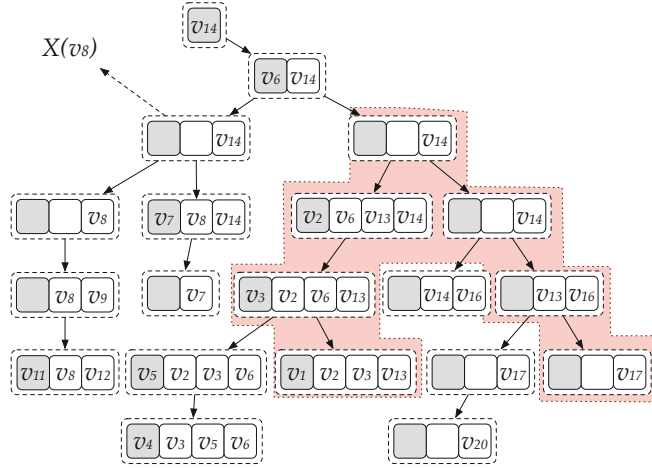 v14
X(v8)
v6 v14
v14 v14
v8 v7 v8 v14 v2 v6 v13 v14 v14
v8 v9 v7 v3 v2 v6 v13 v14 v16 v13 v16
v11 v8 v12 v5 v2 v3 v6 v1 v2 v3 v13 v17 v17
v4 v3 v5 v6 v20